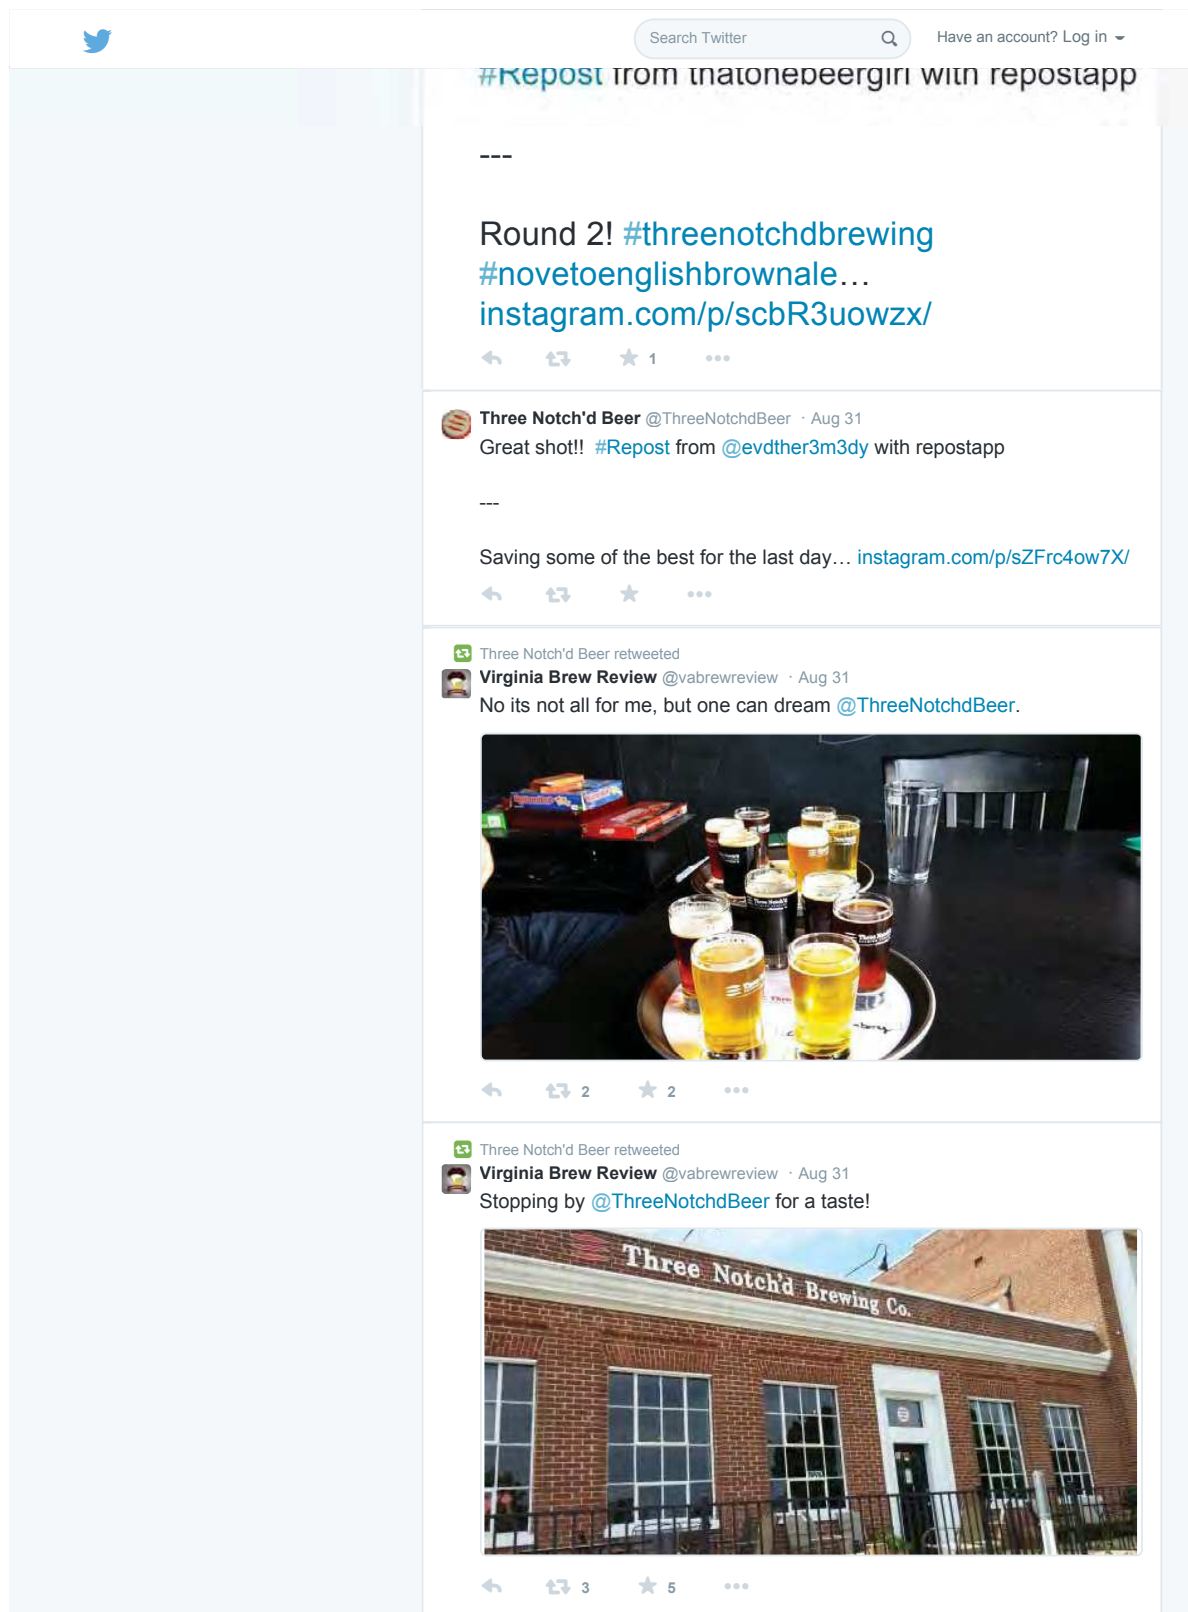 Search Twitter
Have an account? Log in
#Repost from thatonebeergirl with repostapp
---
Round 2! #threenotchdbrewing
#novetoenglishbrownale…
instagram.com/p/scbR3uowzx/
1
Three Notch'd Beer @ThreeNotchdBeer · Aug 31
Great shot!! #Repost from @evdther3m3dy with repostapp
---
Saving some of the best for the last day… instagram.com/p/sZFrc4ow7X/
Three Notch'd Beer retweeted
Virginia Brew Review @vabrewreview · Aug 31
No its not all for me, but one can dream @ThreeNotchdBeer.
Three Notch'd
Three Notch'd
2 2
Three Notch'd Beer retweeted
Virginia Brew Review @vabrewreview · Aug 31
Stopping by @ThreeNotchdBeer for a taste!
Three Notch'd Brewing Co.
3 5